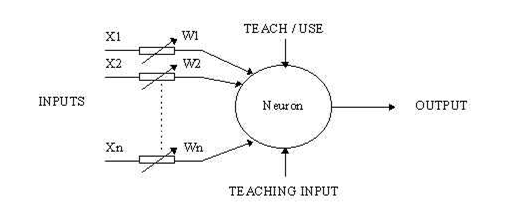 TEACH / USE
X1 W1
X2 W2
INPUTS
Neuron
OUTPUT
Xn Wn
TEACHING INPUT